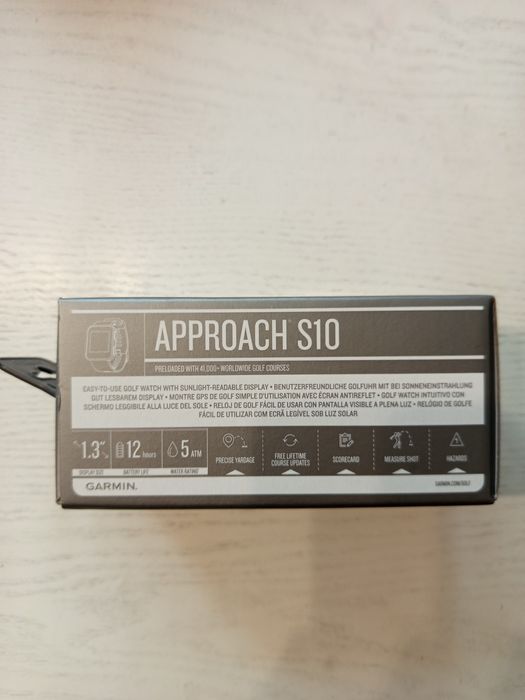 APPROACH® S10
PRELOADED WITH 41,000+ WORLDWIDE GOLF COURSES
EASY-TO-USE GOLF WATCH WITH SUNLIGHT-READABLE DISPLAY • BENUTZERFREUNDLICHE GOLFUHR MIT BEI SONNENEINSTRAHLUNG
GUT LESBAREM DISPLAY • MONTRE GPS DE GOLF SIMPLE D'UTILISATION AVEC ÉCRAN ANTIREFLET • GOLF WATCH INTUITIVO CON
SCHERMO LEGGIBILE ALLA LUCE DEL SOLE • RELOJ DE GOLF FÁCIL DE USAR CON PANTALLA VISIBLE A PLENA LUZ • RELÓGIO DE GOLFE
FÁCIL DE UTILIZAR COM ECRÃ LEGÍVEL SOB LUZ SOLAR
1.3" 12 hours 5 ATM
DISPLAY SIZE BATTERY LIFE WATER RATING
PRECISE YARDAGE
FREE LIFETIME
COURSE UPDATES
SCORECARD
MEASURE SHOT
HAZARDS
GARMIN. GARMIN.COM/GOLF